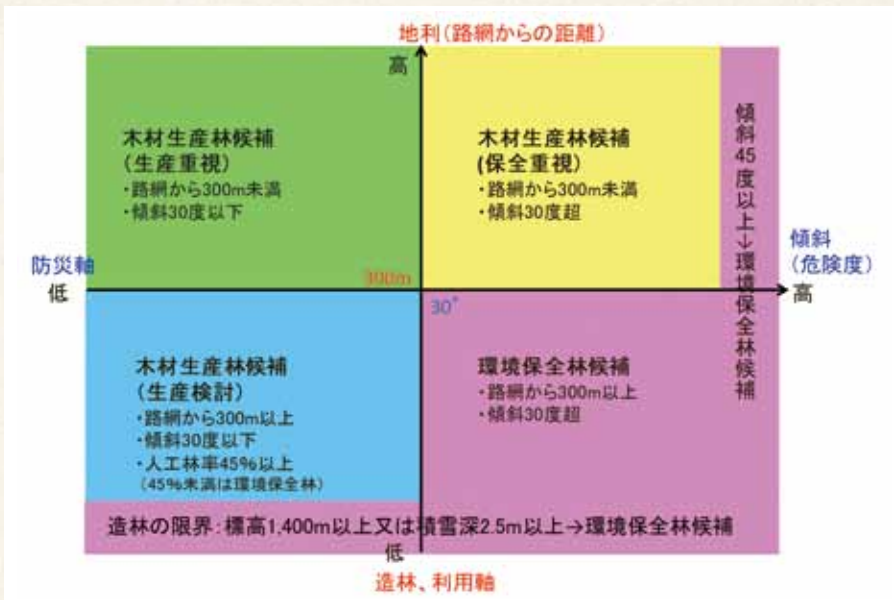 地利(路網からの距離)
高
木材生産林候補
(生産重視)
・路網から300m未満
・傾斜30度以下
木材生産林候補
(保全重視)
・路網から300m未満
・傾斜30度超
傾斜45度以上→環境保全林候補
防災軸
低
300m
30°
傾斜
(危険度)
高
木材生産林候補
(生産検討)
・路網から300m以上
・傾斜30度以下
・人工林率45%以上
(45%未満は環境保全林)
環境保全林候補
・路網から300m以上
・傾斜30度超
造林の限界:標高1,400m以上又は積雪深2.5m以上→環境保全林候補
低
造林、利用軸